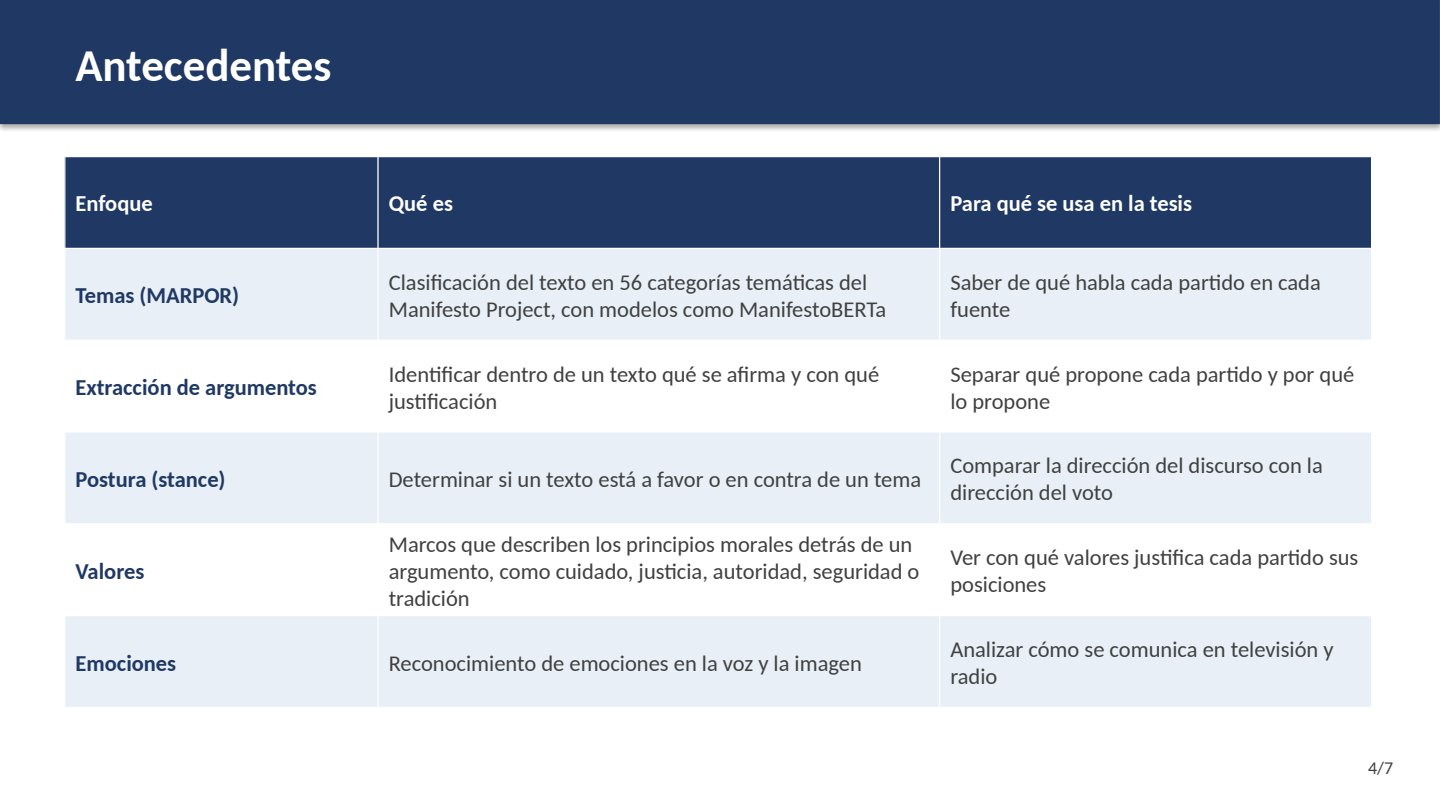 Antecedentes
Enfoque
Qué es
Para qué se usa en la tesis
Temas (MARPOR)
Clasificación del texto en 56 categorías temáticas del
Manifesto Project, con modelos como ManifestoBERTa
Saber de qué habla cada partido en cada
fuente
Extracción de argumentos
Identificar dentro de un texto qué se afirma y con qué
justificación
Separar qué propone cada partido y por qué
lo propone
Postura (stance)
Determinar si un texto está a favor o en contra de un tema
Comparar la dirección del discurso con la
dirección del voto
Valores
Marcos que describen los principios morales detrás de un
argumento, como cuidado, justicia, autoridad, seguridad o
tradición
Ver con qué valores justifica cada partido sus
posiciones
Emociones
Reconocimiento de emociones en la voz y la imagen
Analizar cómo se comunica en televisión y
radio
4/7